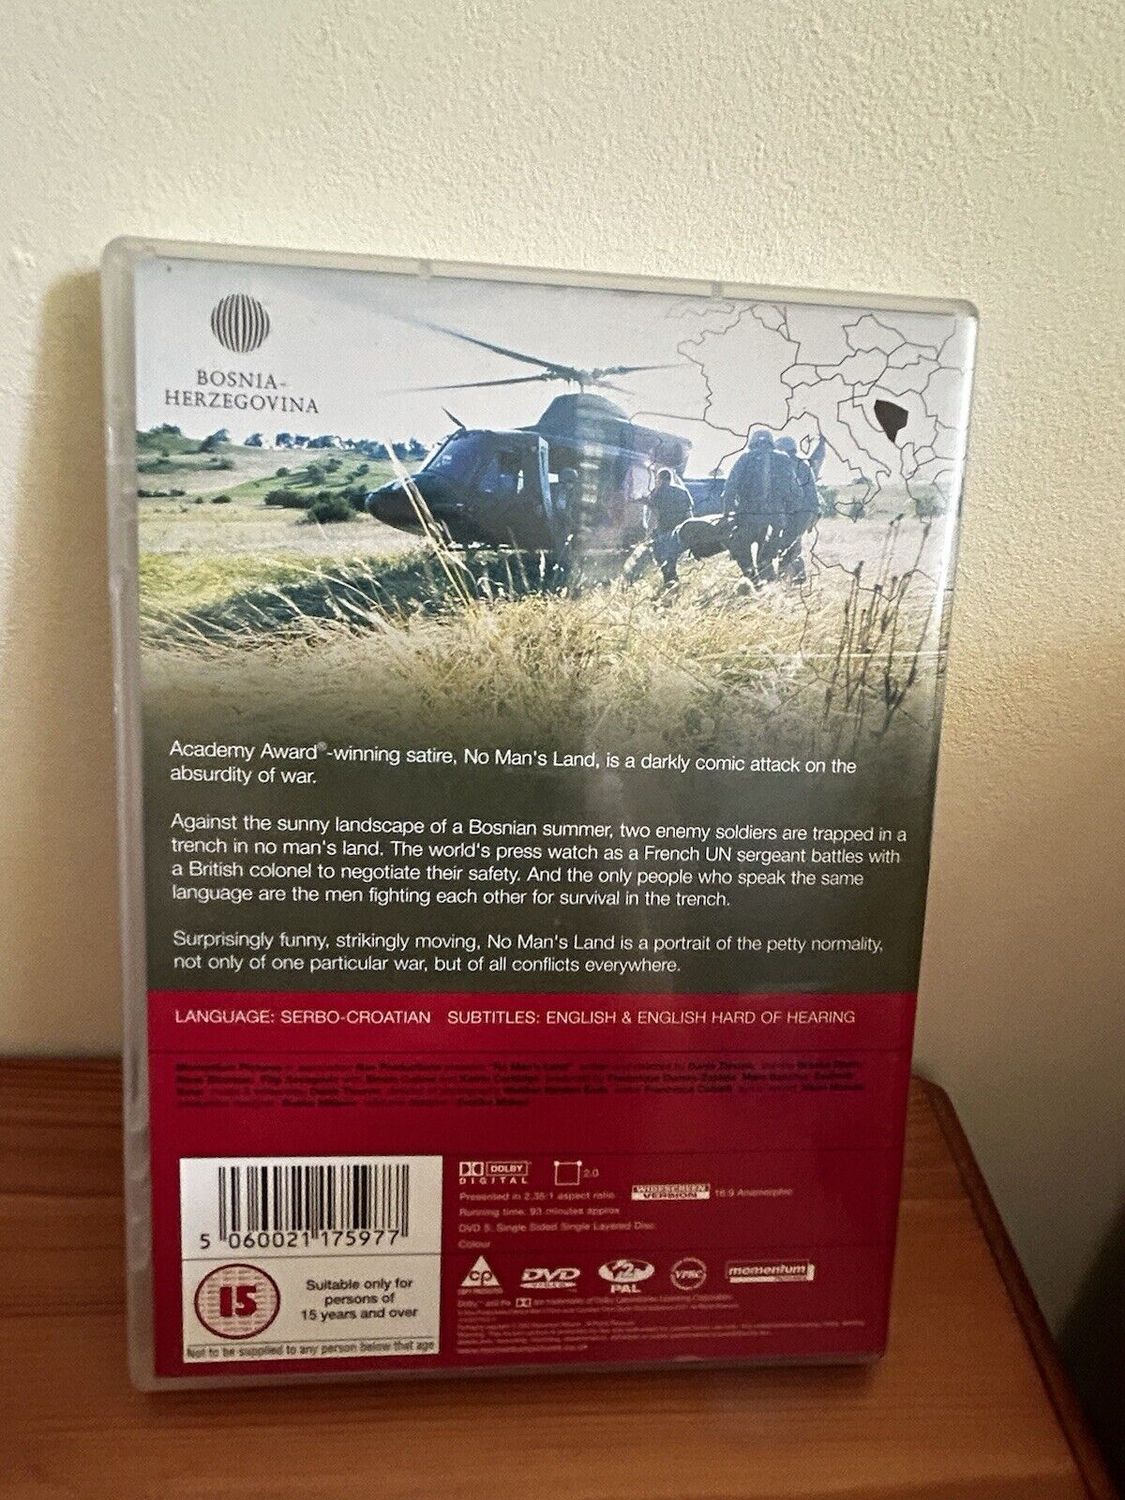 BOSNIA-
HERZEGOVINA
Academy Award®-winning satire, No Man's Land, is a darkly comic attack on the
absurdity of war.
Against the sunny landscape of a Bosnian summer, two enemy soldiers are trapped in a
trench in no man's land. The world's press watch as a French UN sergeant battles with
a British colonel to negotiate their safety. And the only people who speak the same
language are the men fighting each other for survival in the trench.
Surprisingly funny, strikingly moving, No Man's Land is a portrait of the petty normality,
not only of one particular war, but of all conflicts everywhere.
LANGUAGE: SERBO-CROATIAN SUBTITLES: ENGLISH & ENGLISH HARD OF HEARING
DOLBY
DIGITAL
2.0
Presented in 2.35:1 aspect ratio
WIDESCREEN
VERSION
16:9 Anamorphic
Running time: 93 minutes approx
DVD 5: Single Sided Single Layered Disc
Colour
5 060021 175977
15
Suitable only for
persons of
15 years and over
Not to be supplied to any person below that age
cp
DVD
VIDEO
2
PAL
VPRC
momentum